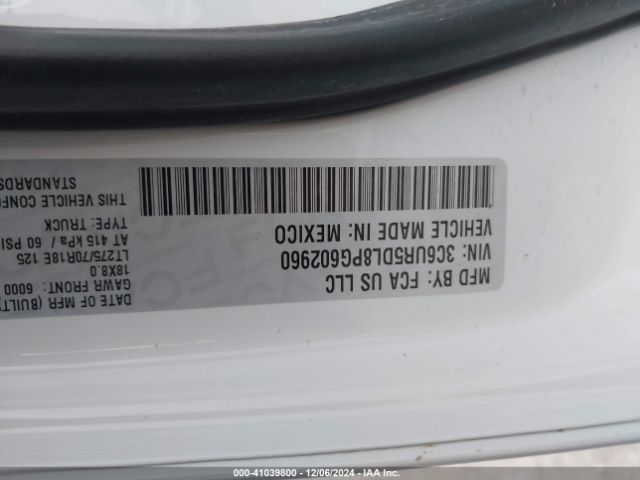 MFD BY: FCA US LLC
VIN: 3C6UR5DL8PG602960
VEHICLE MADE IN: MEXICO
DATE OF MFR (BUILT)
GAWR FRONT: 6000
18X8.0
LT275/70R18E 125
AT 415 kPa / 60 PSI
TYPE: TRUCK
THIS VEHICLE CONF
STANDARDS
000-41039800 | 12/06/2024 | IAA Inc.